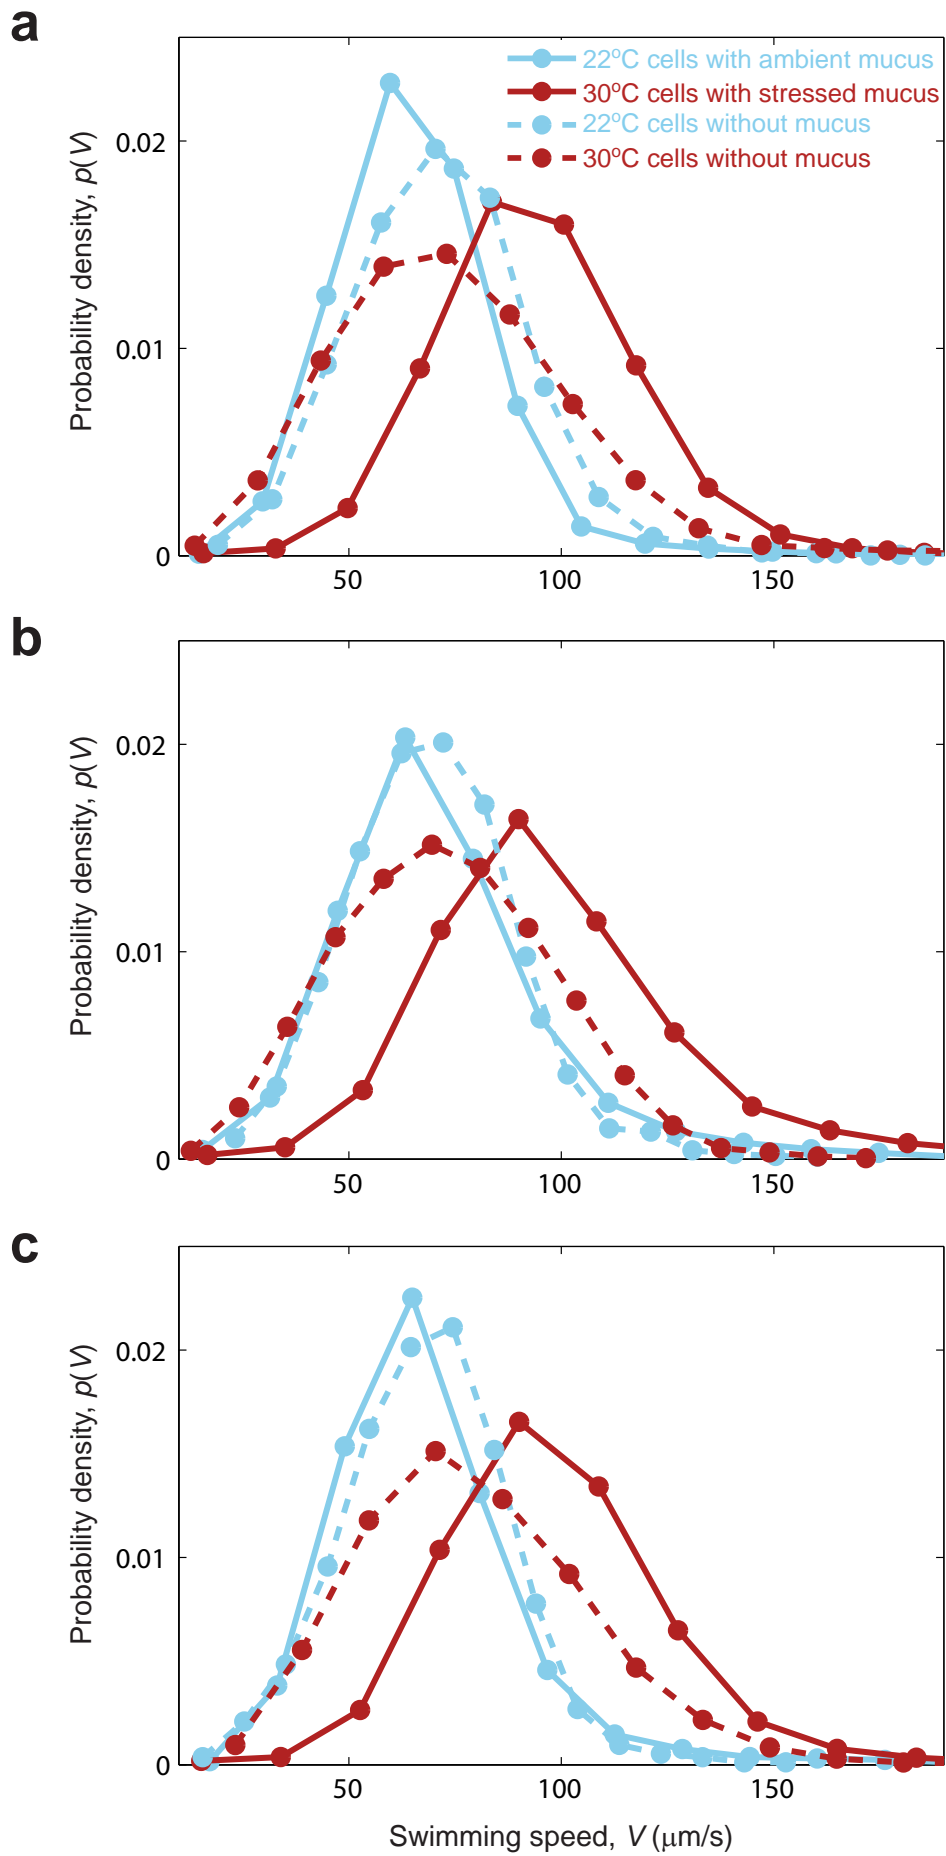 a
22°C cells with ambient mucus
30°C cells with stressed mucus
22°C cells without mucus
30°C cells without mucus
Probability density, p(V)
0.02
0.01
0
50
100
150
b
Probability density, p(V)
0.02
0.01
0
50
100
150
c
Probability density, p(V)
0.02
0.01
0
50
100
150
Swimming speed, V (μm/s)